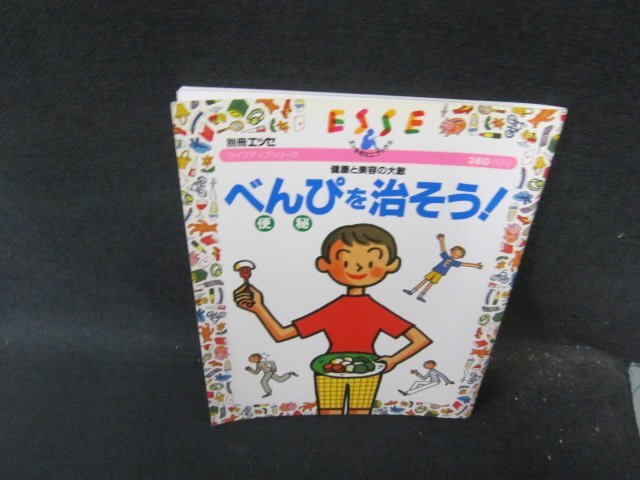 ESSE
別冊エッセ
ライフアップシリーズ
380YEN
健康と美容の大敵
べんぴを治そう!
便秘